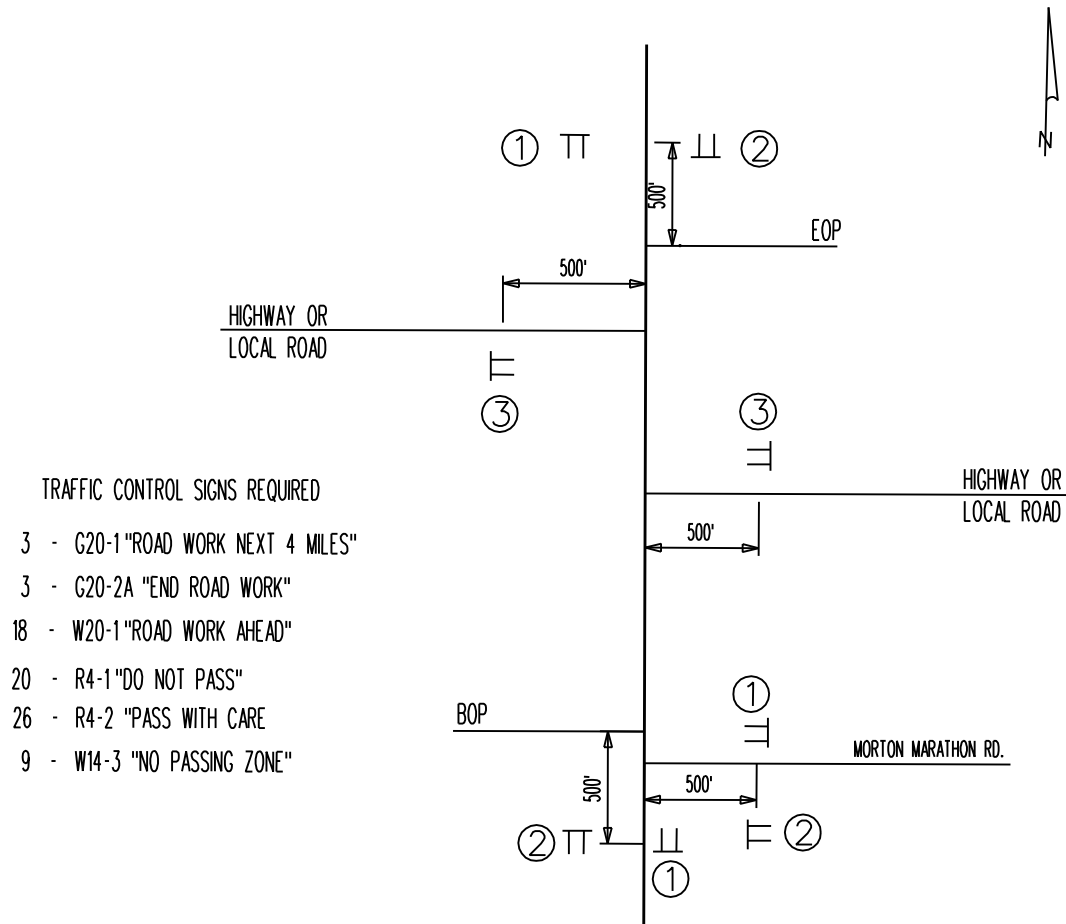 N
1
2
500'
EOP
500'
HIGHWAY OR
LOCAL ROAD
3
3
HIGHWAY OR
LOCAL ROAD
500'
TRAFFIC CONTROL SIGNS REQUIRED
3 - G20-1 "ROAD WORK NEXT 4 MILES"
3 - G20-2A "END ROAD WORK"
18 - W20-1 "ROAD WORK AHEAD"
20 - R4-1 "DO NOT PASS"
26 - R4-2 "PASS WITH CARE
9 - W14-3 "NO PASSING ZONE"
1
BOP
MORTON MARATHON RD.
500'
500'
2
2
1